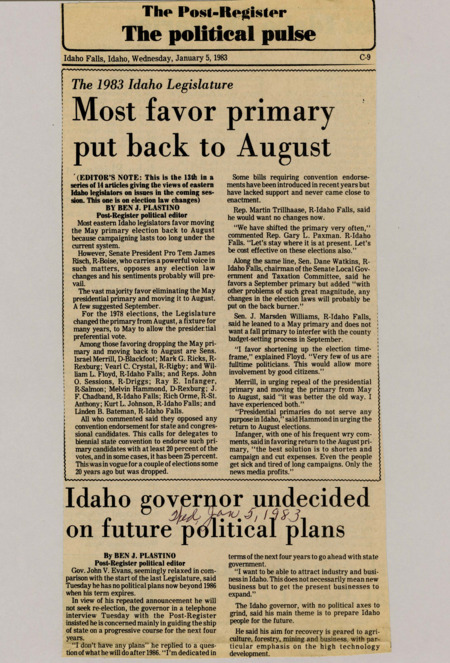 The Post-Register
The political pulse
Idaho Falls, Idaho, Wednesday, January 5, 1983
C-9
The 1983 Idaho Legislature
Most favor primary
put back to August
(EDITOR'S NOTE: This is the 13th in a
series of 14 articles giving the views of eastern
Idaho legislators on issues in the coming ses-
sion. This one is on election law changes)
By BEN J. PLASTINO
Post-Register political editor
Most eastern Idaho legislators favor moving
the May primary election back to August
because campaigning lasts too long under the
current system.
However, Senate President Pro Tem James
Risch, R-Boise, who carries a powerful voice in
such matters, opposes any election law
changes and his sentiments probably will pre-
vail.
The vast majority favor eliminating the May
presidential primary and moving it to August.
A few suggested September.
For the 1978 elections, the Legislature
changed the primary from August, a fixture for
many years, to May to allow the presidential
preferential vote.
Among those favoring dropping the May pri-
mary and moving back to August are Sens.
Israel Merrill, D-Blackfoot; Mark G. Ricks, R-
Rexburg; Vearl C. Crystal, R-Rigby; and Wil-
liam L. Floyd, R-Idaho Falls; and Reps. John
O. Sessions, R-Driggs; Ray E. Infanger,
R-Salmon; Melvin Hammond, D-Rexburg; J.
F. Chadband, R-Idaho Falls; Rich Orme, R-St.
Anthony; Kurt L. Johnson, R-Idaho Falls; and
Linden B. Bateman, R-Idaho Falls.
All who commented said they opposed any
convention endorsement for state and congres-
sional candidates. This calls for delegates to
biennial state convention to endorse such pri-
mary candidates with at least 20 percent of the
votes, and in some cases, it has been 25 percent.
This was in vogue for a couple of elections some
20 years ago but was dropped.
Some bills requiring convention endorse-
ments have been introduced in recent years but
have lacked support and never came close to
enactment.
Rep. Martin Trillhaase, R-Idaho Falls, said
he would want no changes now.
"We have shifted the primary very often,"
commented Rep. Gary L. Paxman. R-Idaho
Falls. "Let's stay where it is at present. Let's
be cost effective on these elections also."
Along the same line, Sen. Dane Watkins, R-
Idaho Falls, chairman of the Senate Local Gov-
ernment and Taxation Committee, said he
favors a September primary but added "with
other problems of such great magnitude, any
changes in the election laws will probably be
put on the back burner."
Sen. J. Marsden Williams, R-Idaho Falls,
said he leaned to a May primary and does not
want a fall primary to interfer with the county
budget-setting process in September.
"I favor shortening up the election time-
frame," explained Floyd. "Very few of us are
fulltime politicians. This would allow more
involvement by good citizens."
Merrill, in urging repeal of the presidential
primary and moving the primary from May
to August, said "it was better the old way. I
have experienced both."
"Presidential primaries do not serve any
purpose in Idaho," said Hammond in urging the
return to August elections.
Infanger, with one of his frequent wry com-
ments, said in favoring return to the August pri-
mary, "the best solution is to shorten and
campaign and cut expenses. Even the people
get sick and tired of long campaigns. Only the
news media profits."
Idaho governor undecided
Wed, Jan. 5, 1983
on future political plans
By BEN J. PLASTINO
Post-Register political editor
Gov. John V. Evans, seemingly relaxed in com-
parison with the start of the last Legislature, said
Tuesday he has no political plans now beyond 1986
when his term expires.
In view of his repeated announcement he will
not seek re-election, the governor in a telephone
interview Tuesday with the Post-Register
insisted he is concerned mainly in guiding the ship
of state on a progressive course for the next four
years.
"I don't have any plans" he replied to a ques-
tion of what he will do after 1986. "I'm dedicated in
terms of the next four years to go ahead with state
government.
"I want to be able to attract industry and busi-
ness in Idaho. This does not necessarily mean new
business but to get the present businesses to
expand."
The Idaho governor, with no political axes to
grind, said his main theme is to prepare Idaho
people for the future.
He said his aim for recovery is geared to agri-
culture, forestry, mining and business, with par-
ticular emphasis on the high technology
development.